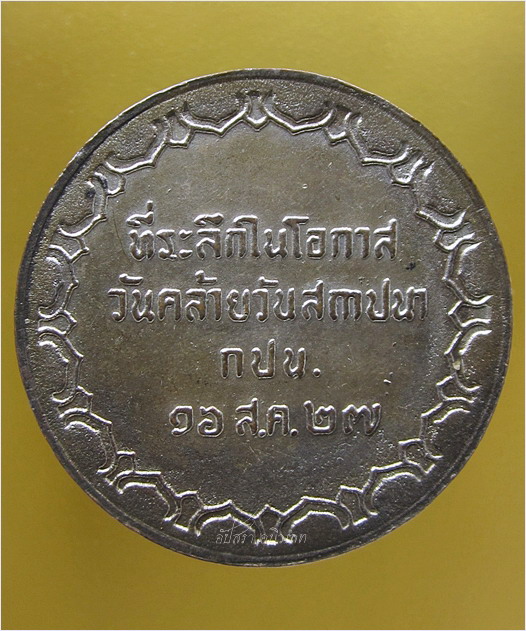 ที่ระลึกในโอกาส
วันคล้ายวันสถาปนา
กปน.
๑๖ ส.ค. ๒๗